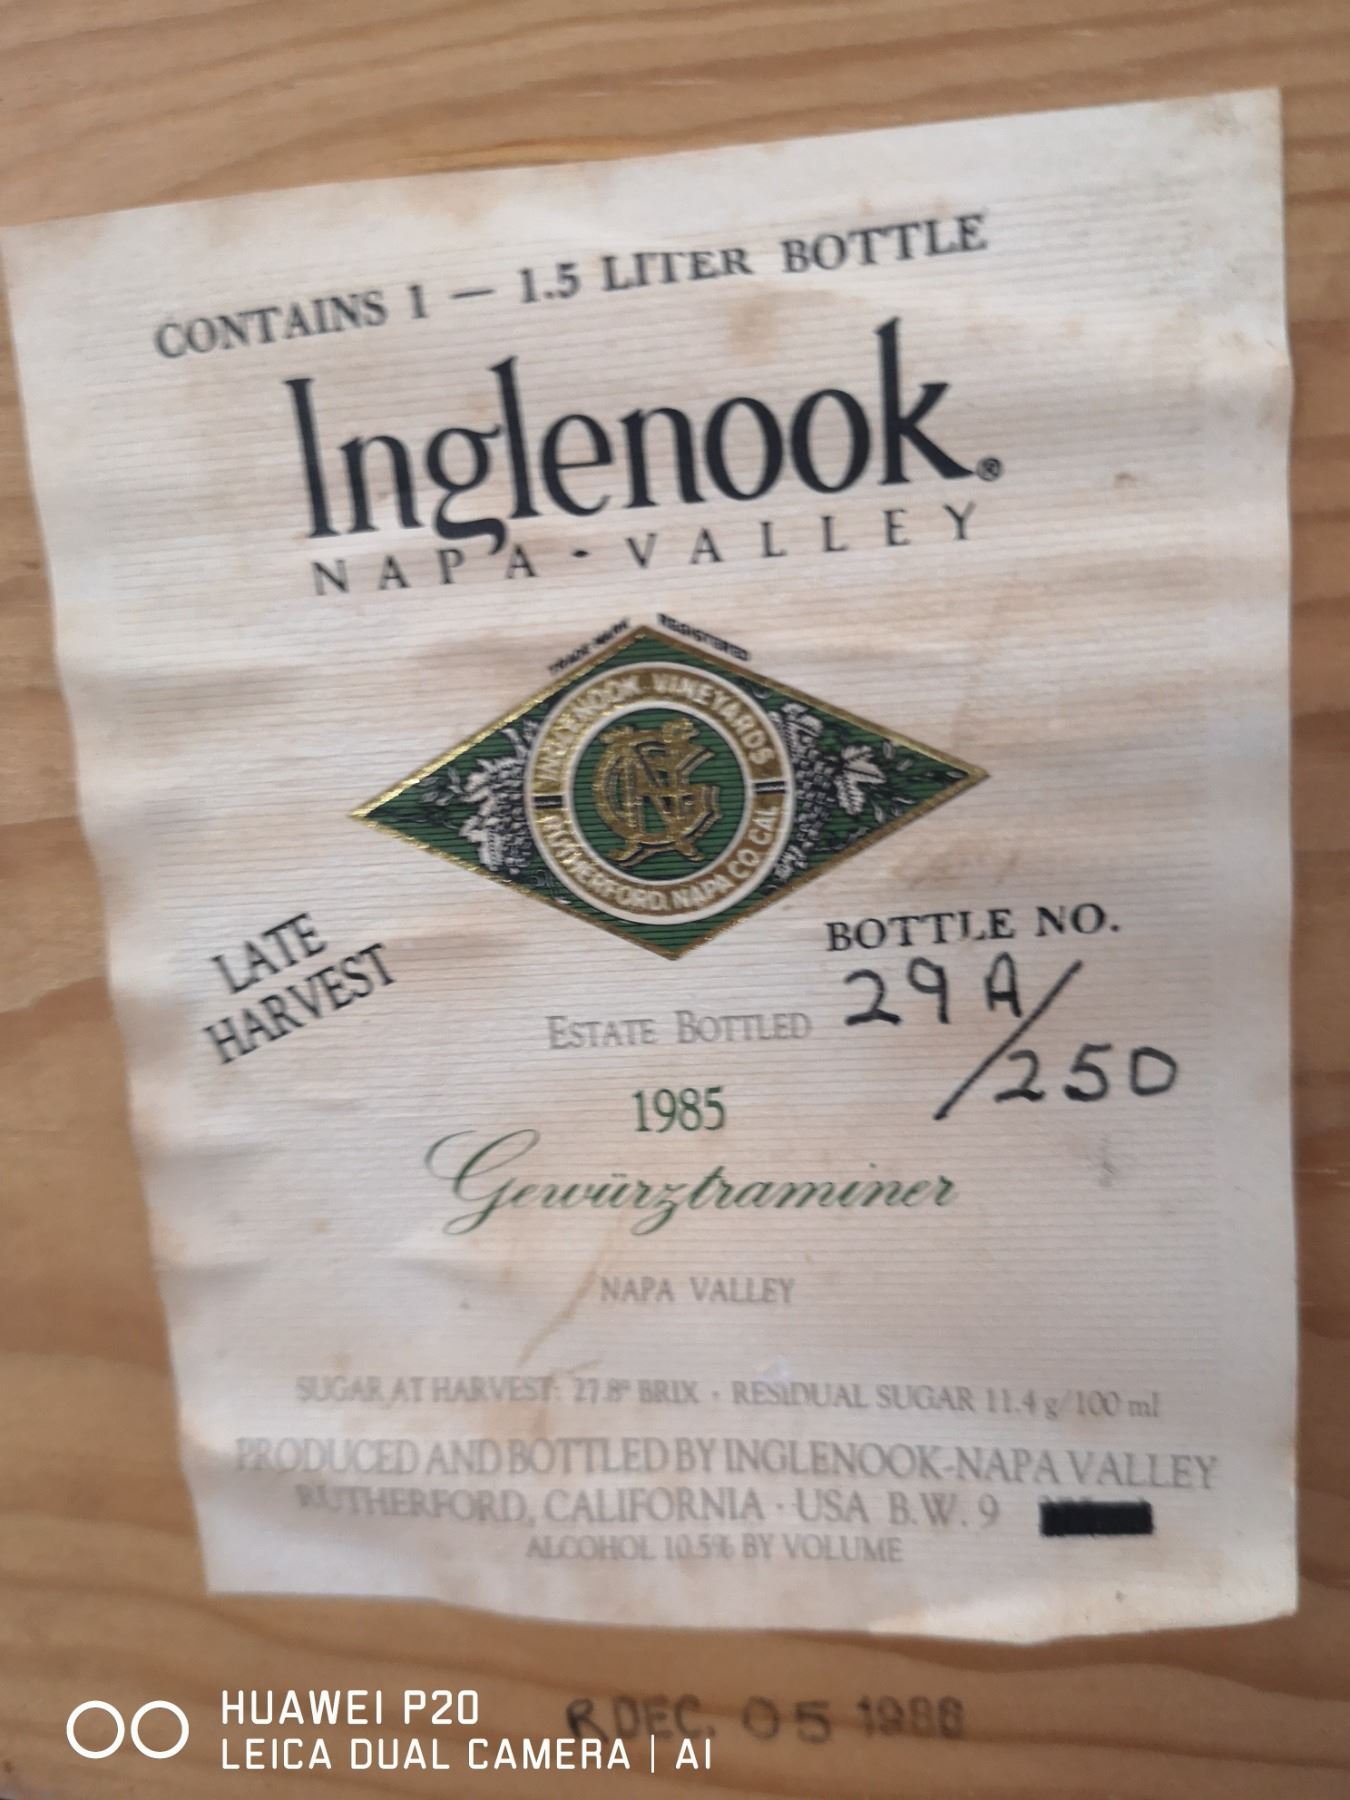 CONTAINS 1 — 1.5 LITER BOTTLE
Inglenook®
NAPA·VALLEY
TRADE MARK REGISTERED
INGLENOOK VINEYARDS
RUTHERFORD, NAPA CO. CAL.
LATE
HARVEST
BOTTLE NO.
29A/
250
ESTATE BOTTLED
1985
Gewürztraminer
NAPA VALLEY
SUGAR AT HARVEST: 27.8° BRIX · RESIDUAL SUGAR 11.4 g/100 ml
PRODUCED AND BOTTLED BY INGLENOOK-NAPA VALLEY
RUTHERFORD, CALIFORNIA · USA B.W. 9
ALCOHOL 10.5% BY VOLUME
DEC. 05 1988
HUAWEI P20
LEICA DUAL CAMERA | AI